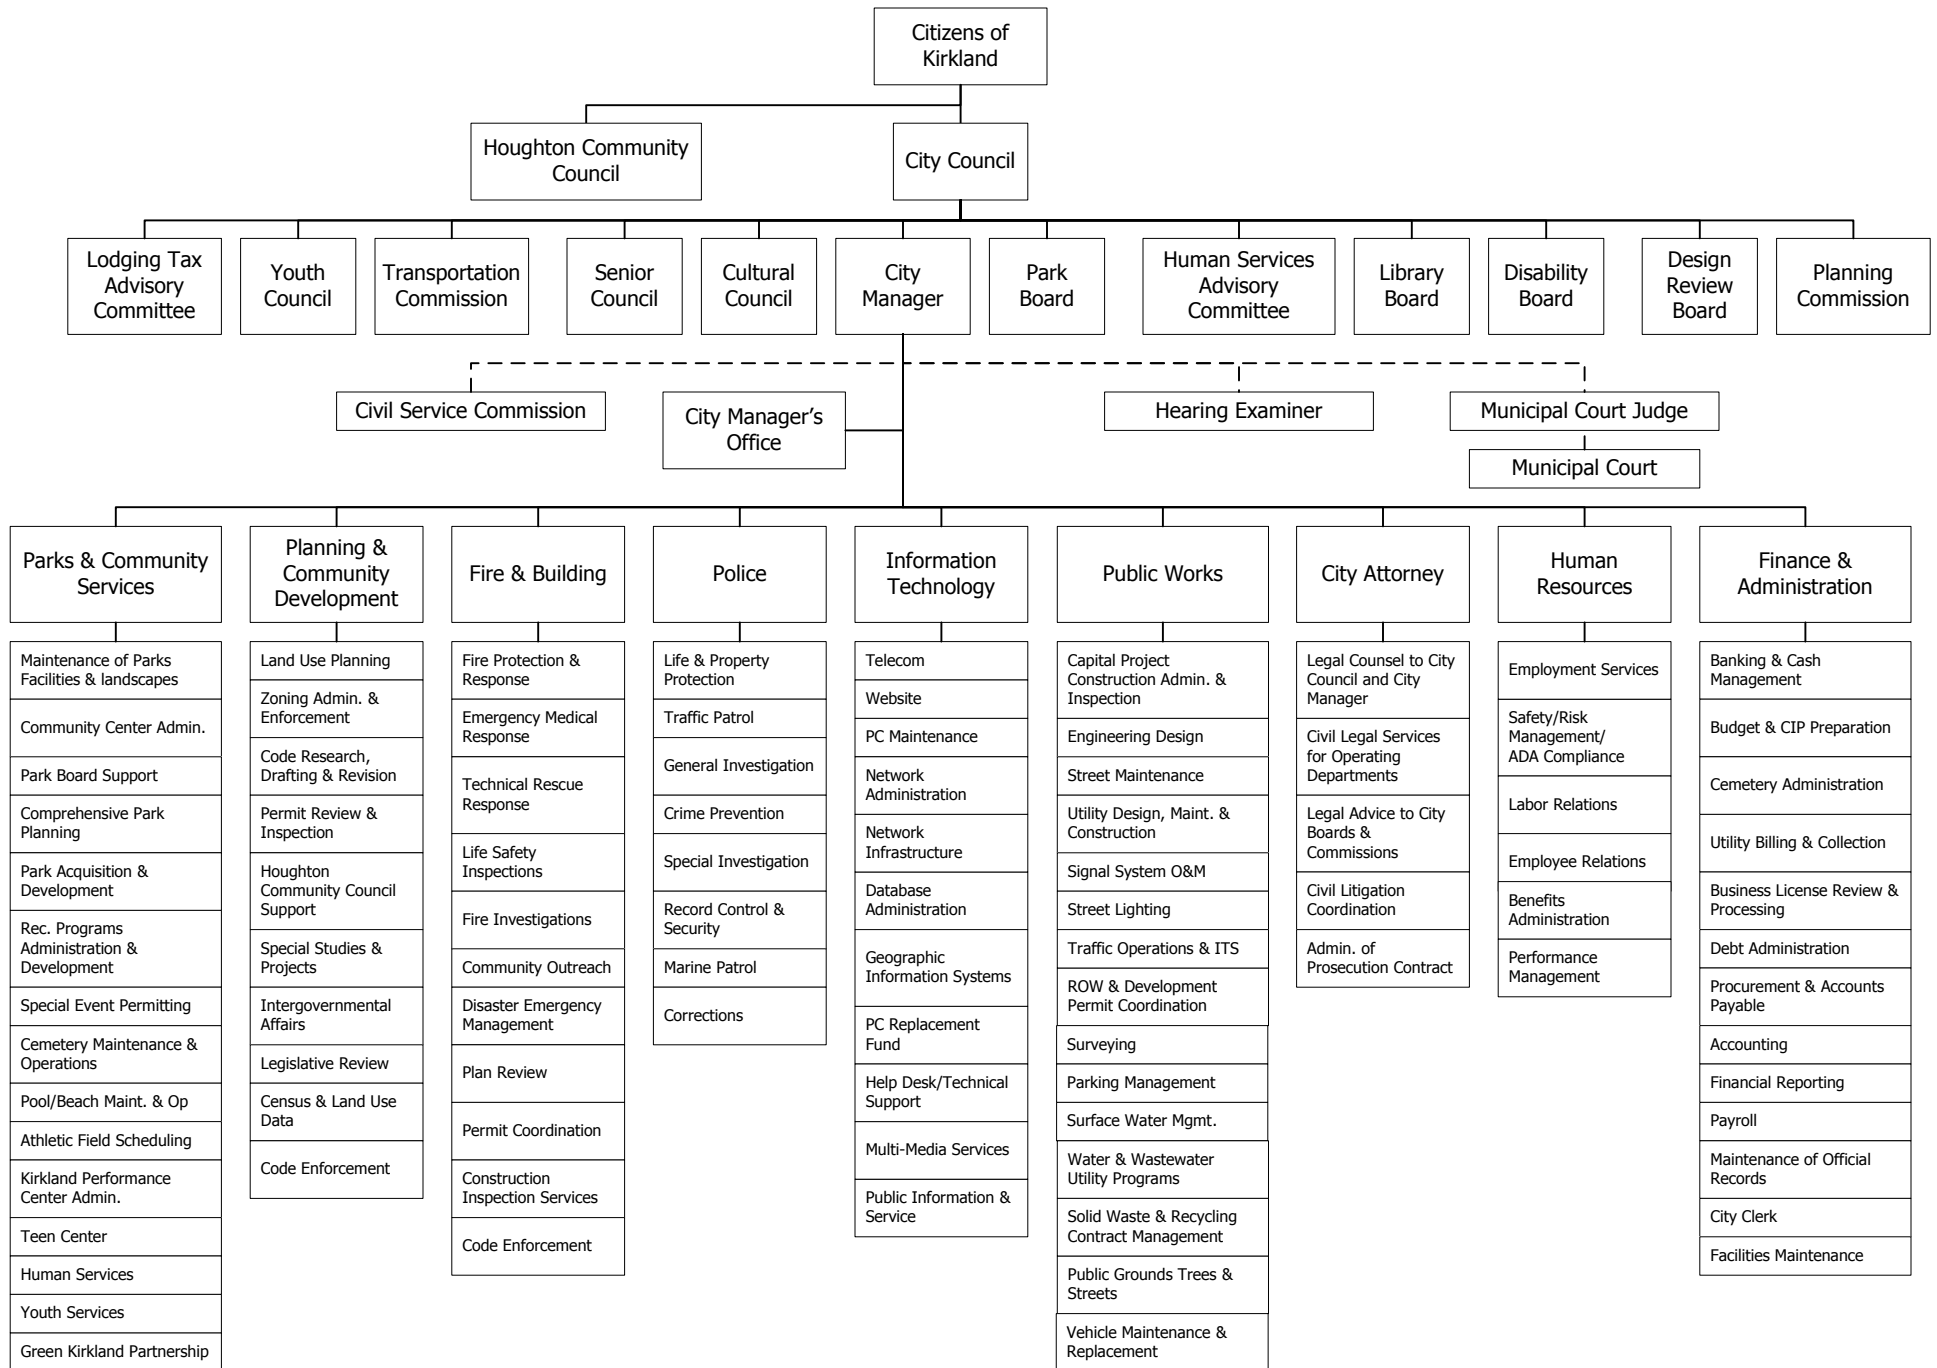 Citizens of
Kirkland
Houghton Community
Council
City Council
Lodging Tax
Advisory
Committee
Youth
Council
Transportation
Commission
Senior
Council
Cultural
Council
City
Manager
Park
Board
Human Services
Advisory
Committee
Library
Board
Disability
Board
Design
Review
Board
Planning
Commission
Civil Service Commission
City Manager's
Office
Hearing Examiner
Municipal Court Judge
Municipal Court
Parks & Community
Services
Maintenance of Parks
Facilities & landscapes
Community Center Admin.
Park Board Support
Comprehensive Park
Planning
Park Acquisition &
Development
Rec. Programs
Administration &
Development
Special Event Permitting
Cemetery Maintenance &
Operations
Pool/Beach Maint. & Op
Athletic Field Scheduling
Kirkland Performance
Center Admin.
Teen Center
Human Services
Youth Services
Green Kirkland Partnership
Planning &
Community
Development
Land Use Planning
Zoning Admin. &
Enforcement
Code Research,
Drafting & Revision
Permit Review &
Inspection
Houghton
Community Council
Support
Special Studies &
Projects
Intergovernmental
Affairs
Legislative Review
Census & Land Use
Data
Code Enforcement
Fire & Building
Fire Protection &
Response
Emergency Medical
Response
Technical Rescue
Response
Life Safety
Inspections
Fire Investigations
Community Outreach
Disaster Emergency
Management
Plan Review
Permit Coordination
Construction
Inspection Services
Code Enforcement
Police
Life & Property
Protection
Traffic Patrol
General Investigation
Crime Prevention
Special Investigation
Record Control &
Security
Marine Patrol
Corrections
Information
Technology
Telecom
Website
PC Maintenance
Network
Administration
Network
Infrastructure
Database
Administration
Geographic
Information Systems
PC Replacement
Fund
Help Desk/Technical
Support
Multi-Media Services
Public Information &
Service
Public Works
Capital Project
Construction Admin. &
Inspection
Engineering Design
Street Maintenance
Utility Design, Maint. &
Construction
Signal System O&M
Street Lighting
Traffic Operations & ITS
ROW & Development
Permit Coordination
Surveying
Parking Management
Surface Water Mgmt.
Water & Wastewater
Utility Programs
Solid Waste & Recycling
Contract Management
Public Grounds Trees &
Streets
Vehicle Maintenance &
Replacement
City Attorney
Legal Counsel to City
Council and City
Manager
Civil Legal Services
for Operating
Departments
Legal Advice to City
Boards &
Commissions
Civil Litigation
Coordination
Admin. of
Prosecution Contract
Human
Resources
Employment Services
Safety/Risk
Management/
ADA Compliance
Labor Relations
Employee Relations
Benefits
Administration
Performance
Management
Finance &
Administration
Banking & Cash
Management
Budget & CIP Preparation
Cemetery Administration
Utility Billing & Collection
Business License Review &
Processing
Debt Administration
Procurement & Accounts
Payable
Accounting
Financial Reporting
Payroll
Maintenance of Official
Records
City Clerk
Facilities Maintenance